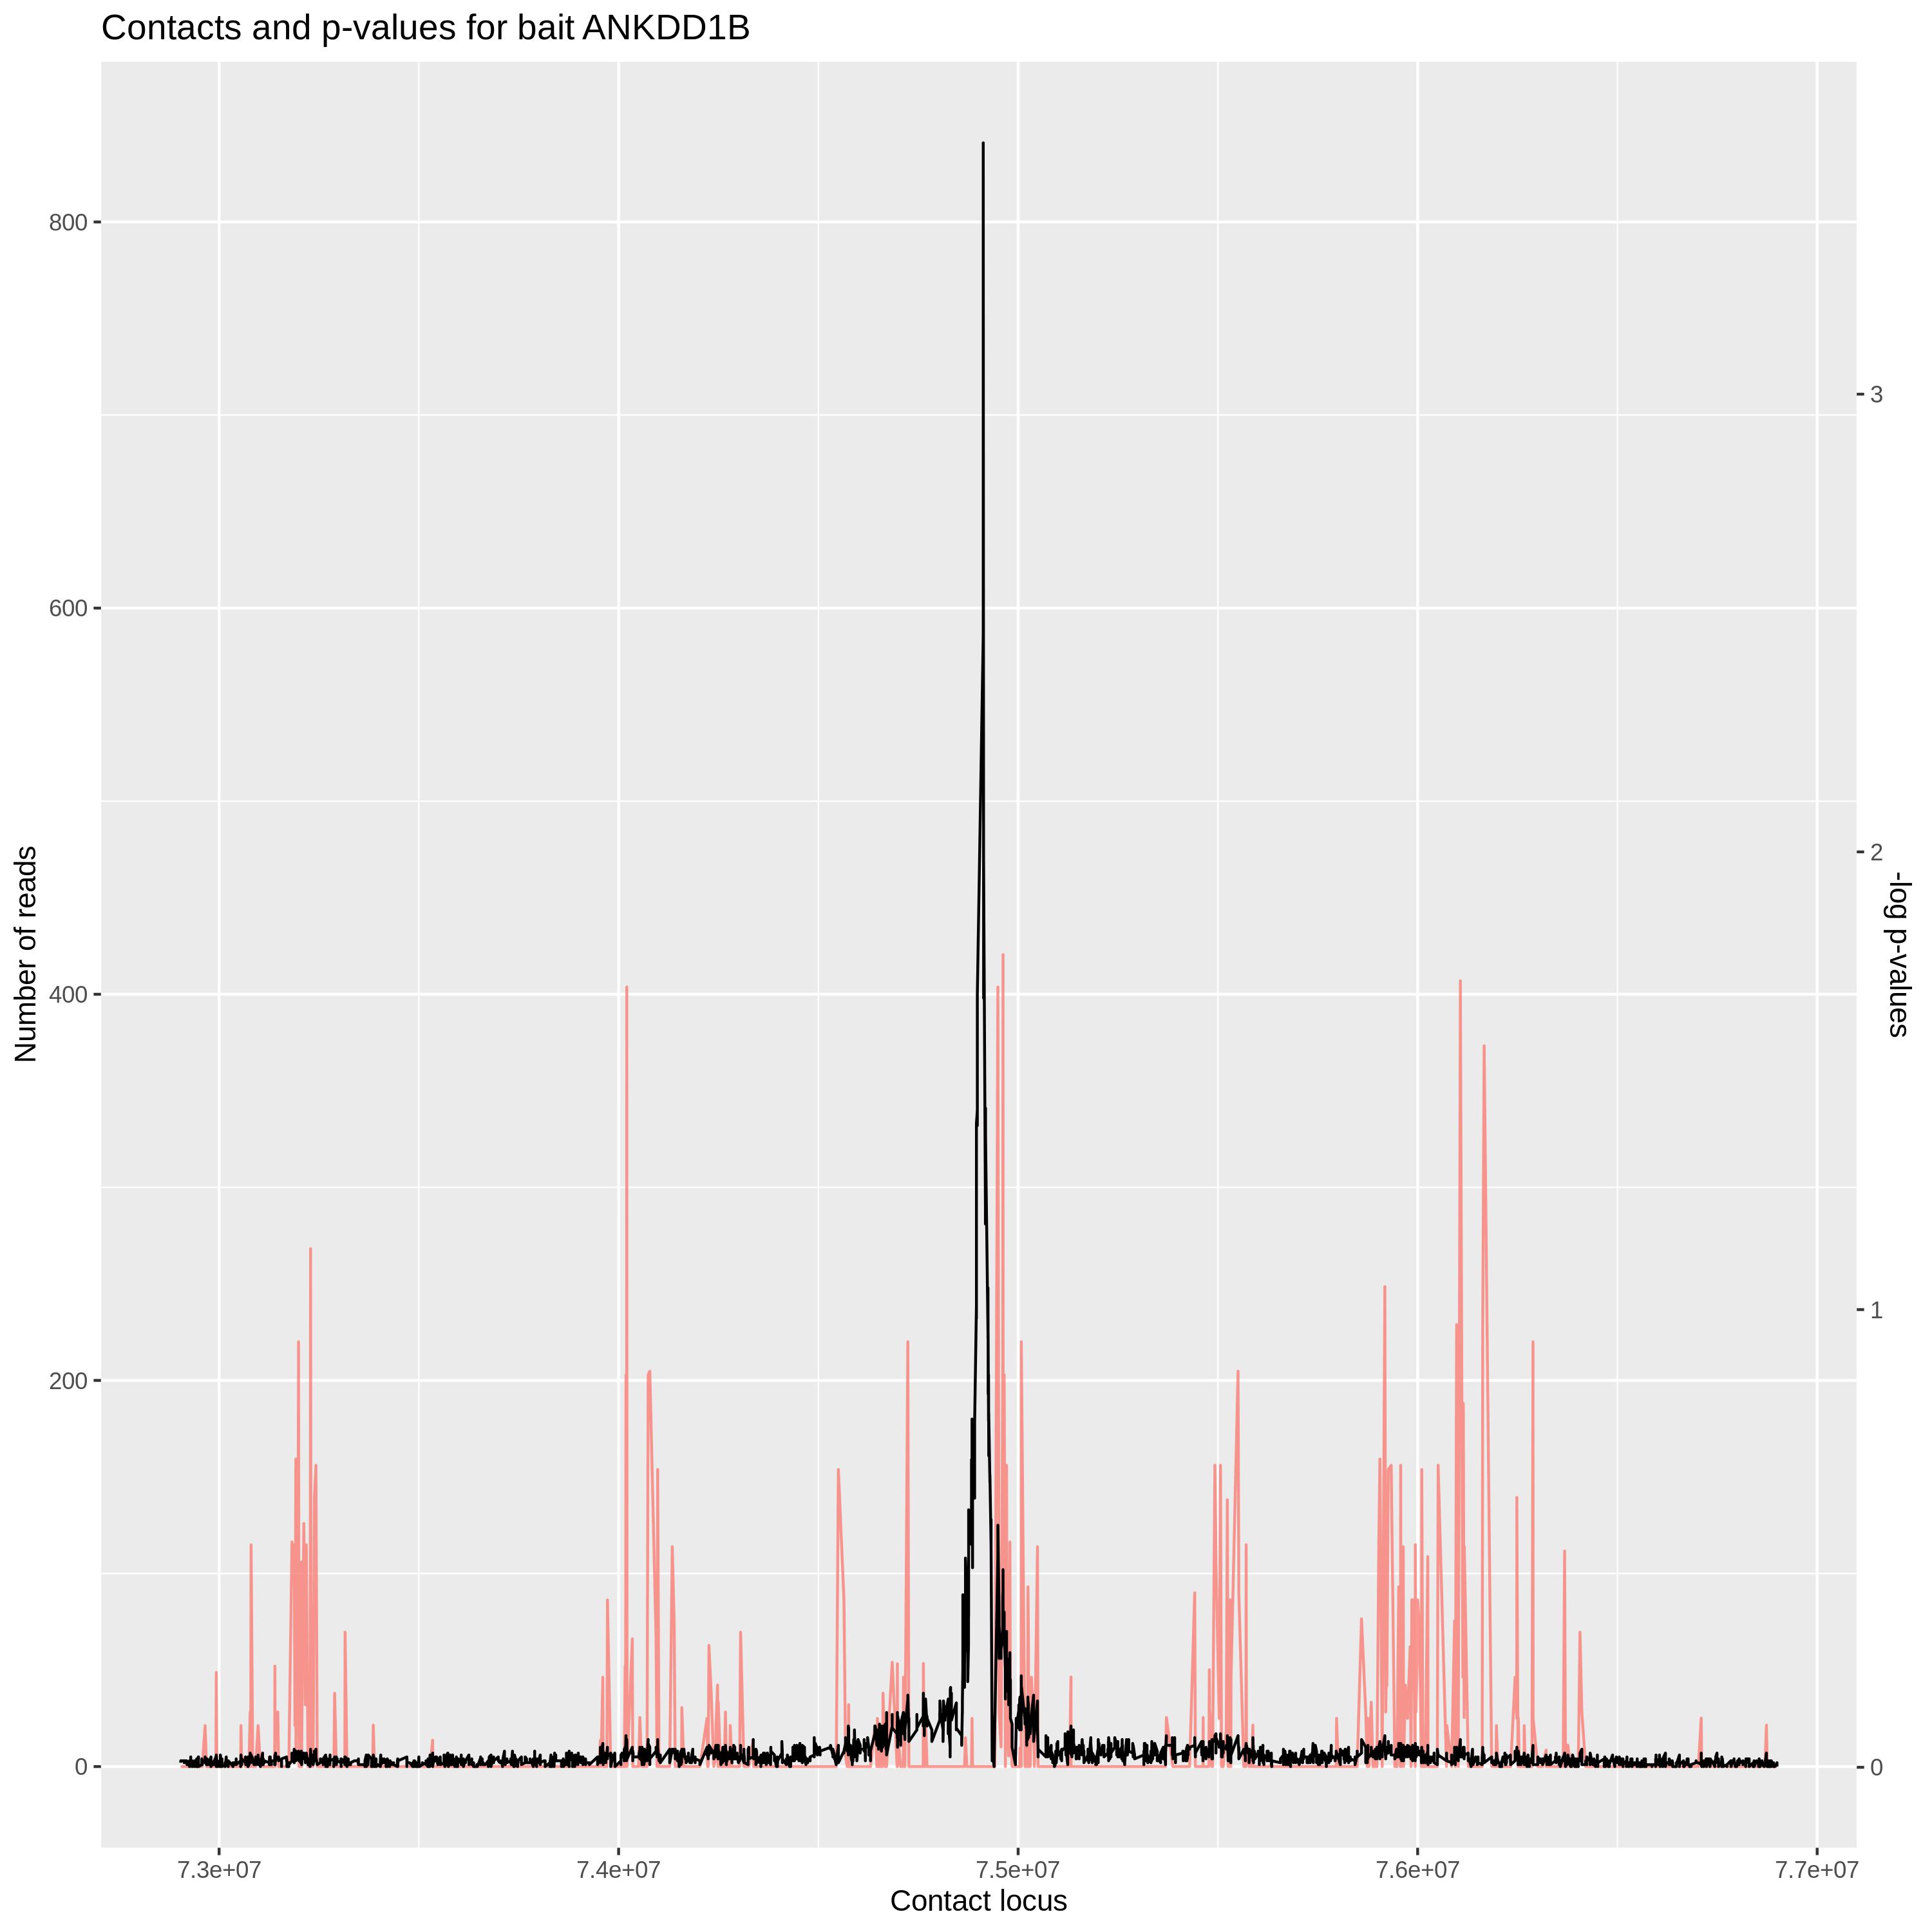 Contacts and p-values for bait ANKDD1B
800
600
400
200
0
Number of reads
3
2
1
0
-log p-values
7.3e+07
7.4e+07
7.5e+07
7.6e+07
7.7e+07
Contact locus